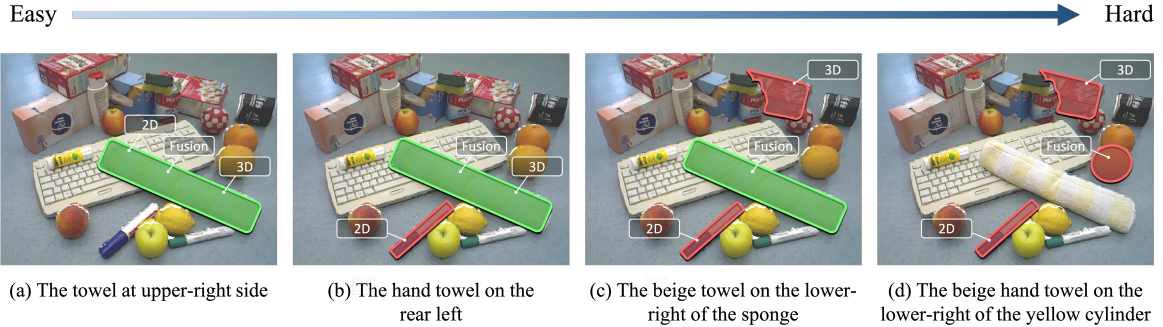 Easy Hard
2D
Fusion
3D
Fusion
3D
2D
3D
Fusion
2D
3D
Fusion
2D
(a) The towel at upper-right side
(b) The hand towel on the
rear left
(c) The beige towel on the lower-
right of the sponge
(d) The beige hand towel on the
lower-right of the yellow cylinder